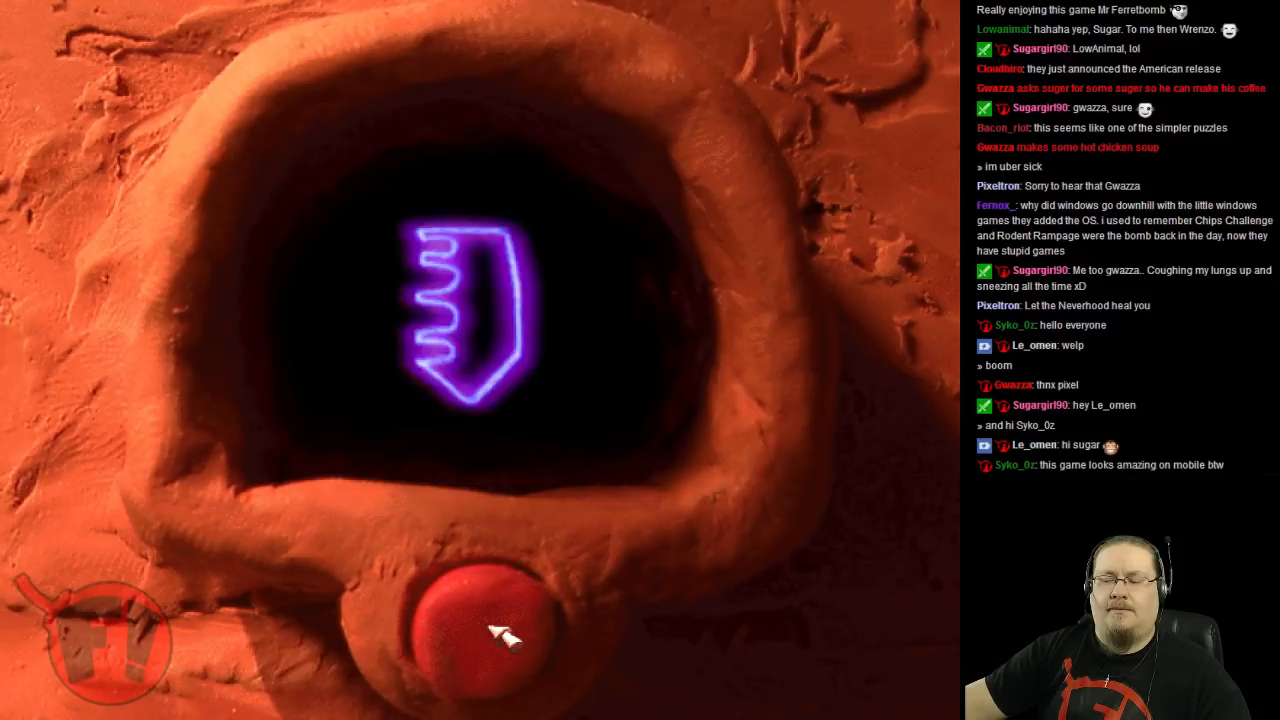 Really enjoying this game Mr Ferretbomb
Lowanimal: hahaha yep, Sugar. To me then Wrenzo.
Sugargirl90: LowAnimal, lol
Cloudhiro: they just announced the American release
Gwazza asks suger for some suger so he can make his coffee
Sugargirl90: gwazza, sure
Bacon_riot: this seems like one of the simpler puzzles
Gwazza makes some hot chicken soup
» im uber sick
Pixeltron: Sorry to hear that Gwazza
Fernox_: why did windows go downhill with the little windows
games they added the OS. i used to remember Chips Challenge
and Rodent Rampage were the bomb back in the day, now they
have stupid games
Sugargirl90: Me too gwazza.. Coughing my lungs up and
sneezing all the time xD
Pixeltron: Let the Neverhood heal you
Syko_0z: hello everyone
Le_omen: welp
» boom
Gwazza: thnx pixel
Sugargirl90: hey Le_omen
» and hi Syko_0z
Le_omen: hi sugar
Syko_0z: this game looks amazing on mobile btw